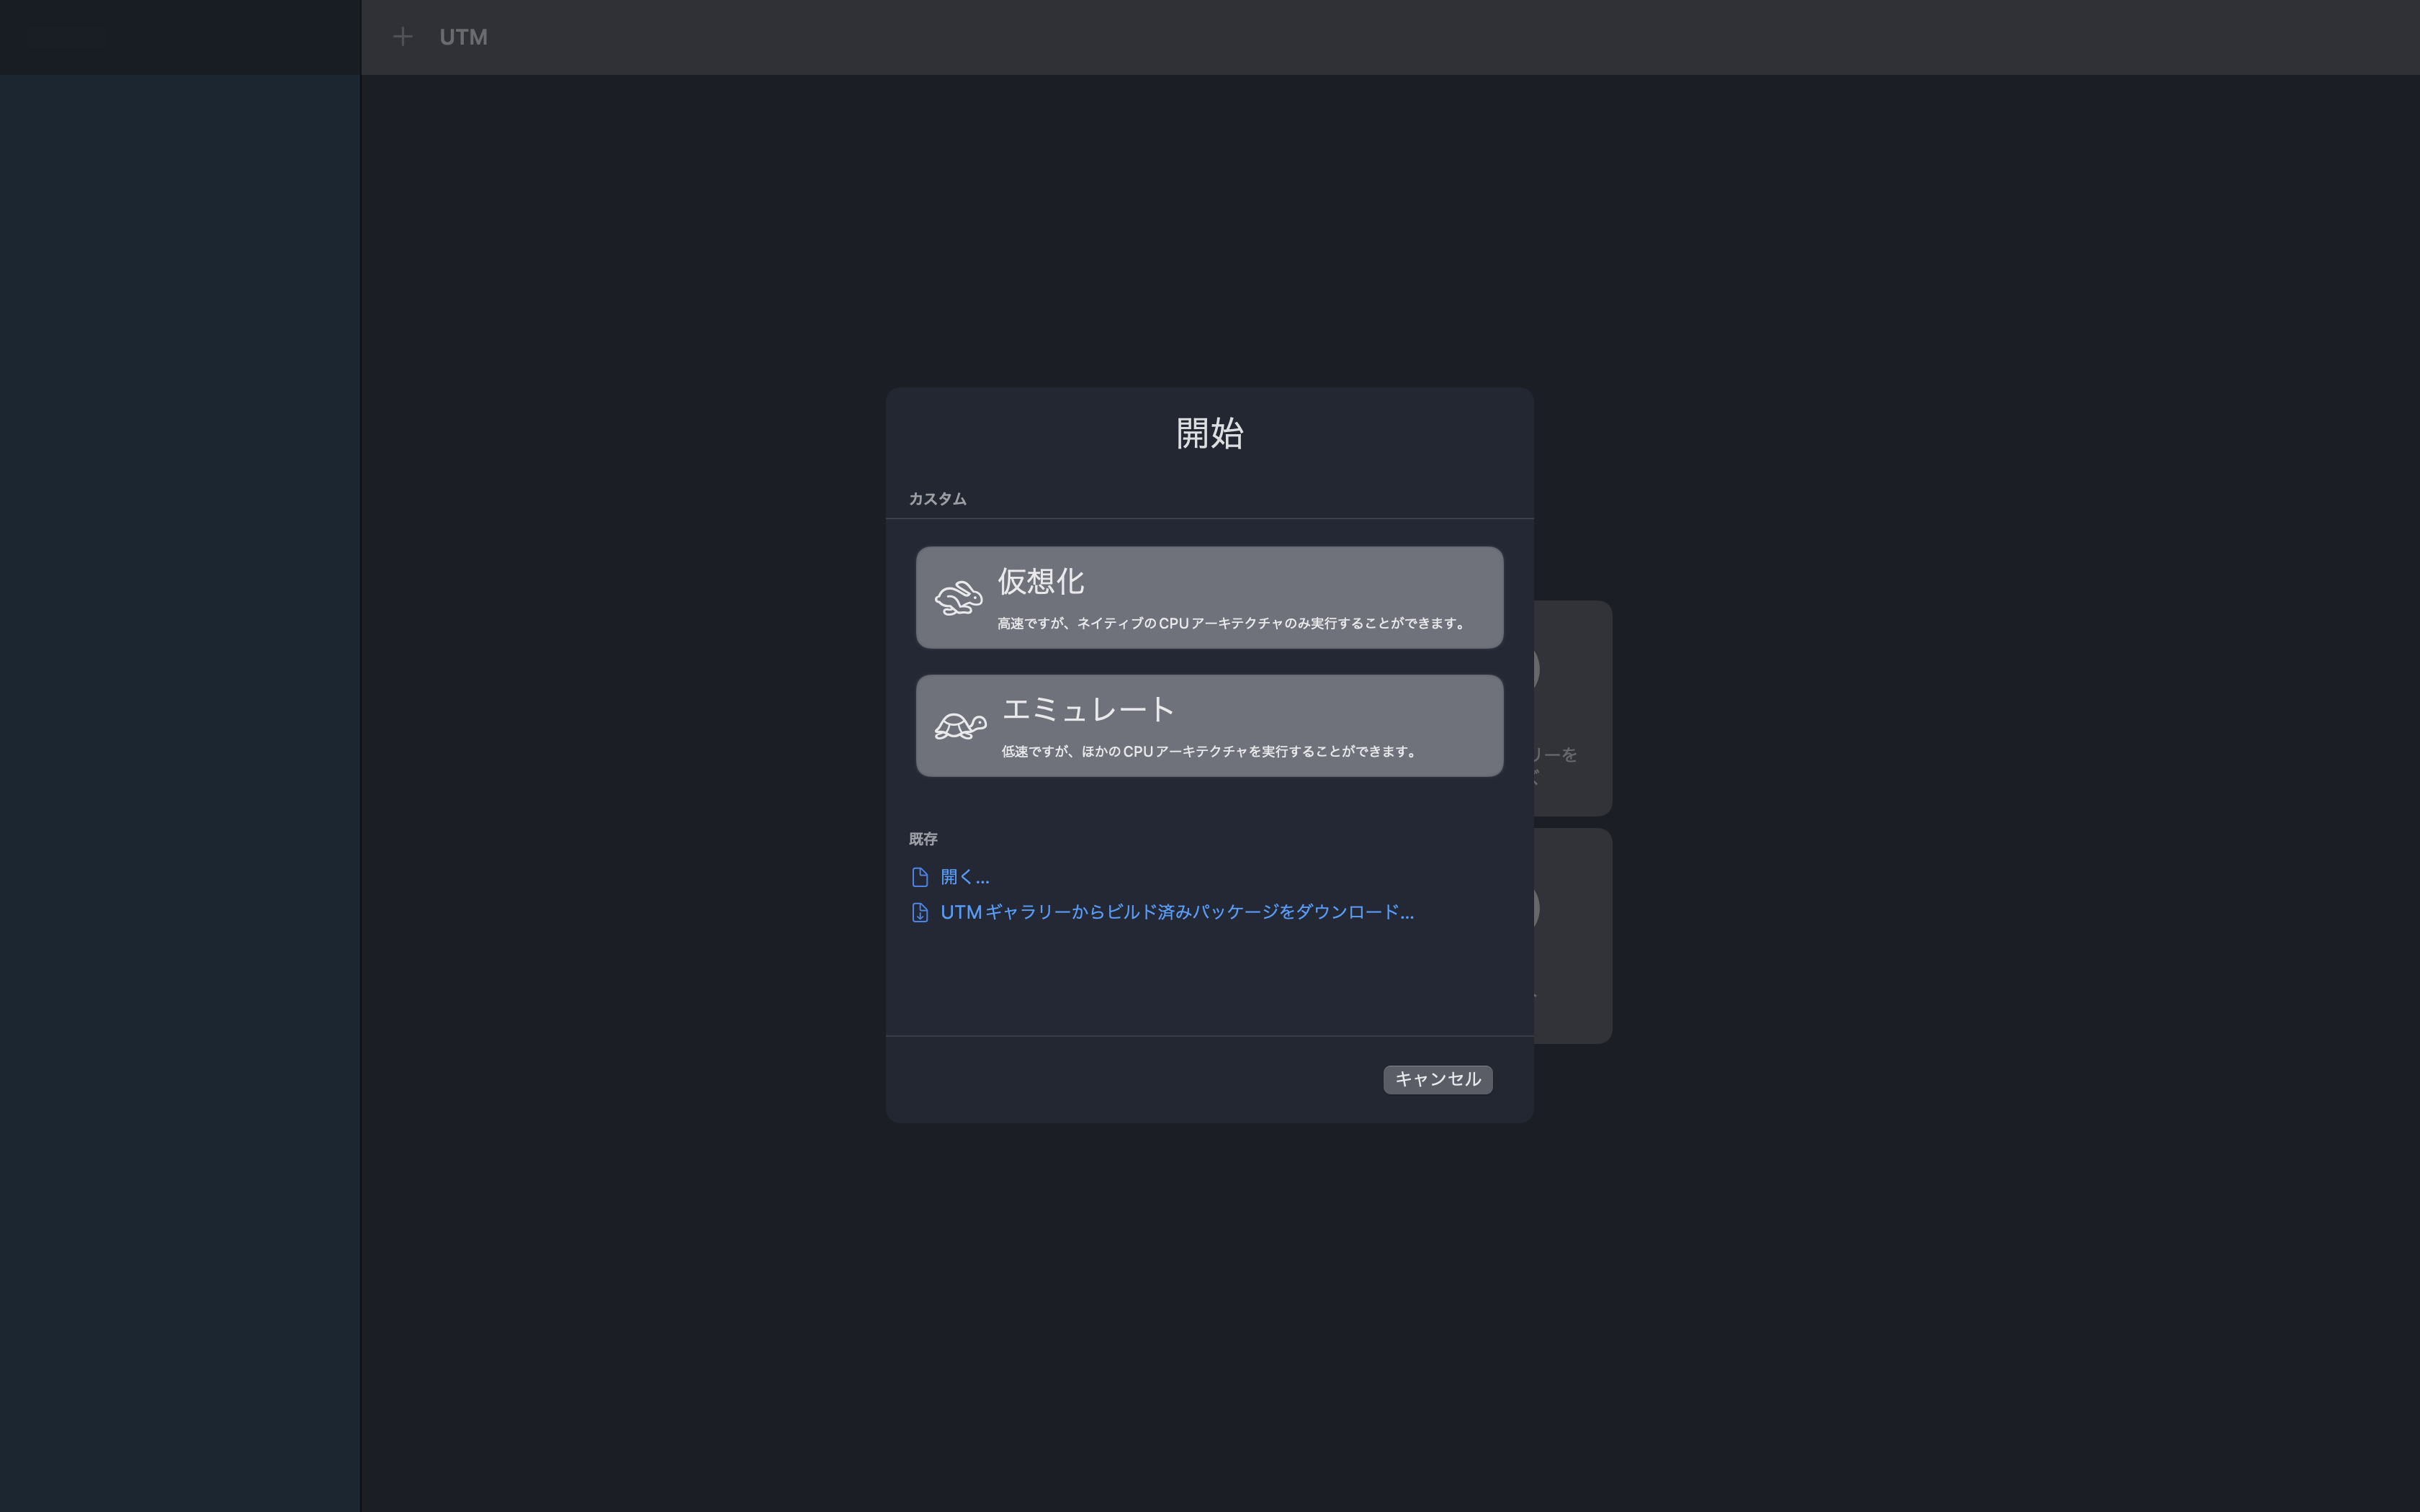 UTM
開始
カスタム
仮想化
高速ですが、ネイティブのCPUアーキテクチャのみ実行することができます。
エミュレート
低速ですが、ほかのCPUアーキテクチャを実行することができます。
リーを
既存
開く...
UTMギャラリーからビルド済みパッケージをダウンロード...
キャンセル